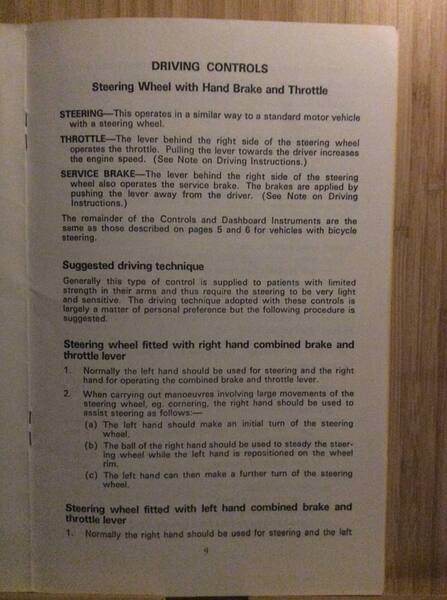 DRIVING CONTROLS
Steering Wheel with Hand Brake and Throttle
STEERING—This operates in a similar way to a standard motor vehicle
with a steering wheel.
THROTTLE—The lever behind the right side of the steering wheel
operates the throttle. Pulling the lever towards the driver increases
the engine speed. (See Note on Driving Instructions.)
SERVICE BRAKE—The lever behind the right side of the steering
wheel also operates the service brake. The brakes are applied by
pushing the lever away from the driver. (See Note on Driving
Instructions.)
The remainder of the Controls and Dashboard Instruments are the
same as those described on pages 5 and 6 for vehicles with bicycle
steering.
Suggested driving technique
Generally this type of control is supplied to patients with limited
strength in their arms and thus require the steering to be very light
and sensitive. The driving technique adopted with these controls is
largely a matter of personal preference but the following procedure is
suggested.
Steering wheel fitted with right hand combined brake and
throttle lever
1. Normally the left hand should be used for steering and the right
hand for operating the combined brake and throttle lever.
2. When carrying out manoeuvres involving large movements of the
steering wheel, eg. cornering, the right hand should be used to
assist steering as follows:—
(a) The left hand should make an initial turn of the steering
wheel.
(b) The ball of the right hand should be used to steady the steer-
ing wheel while the left hand is repositioned on the wheel
rim.
(c) The left hand can then make a further turn of the steering
wheel.
Steering wheel fitted with left hand combined brake and
throttle lever
1. Normally the right hand should be used for steering and the left
9